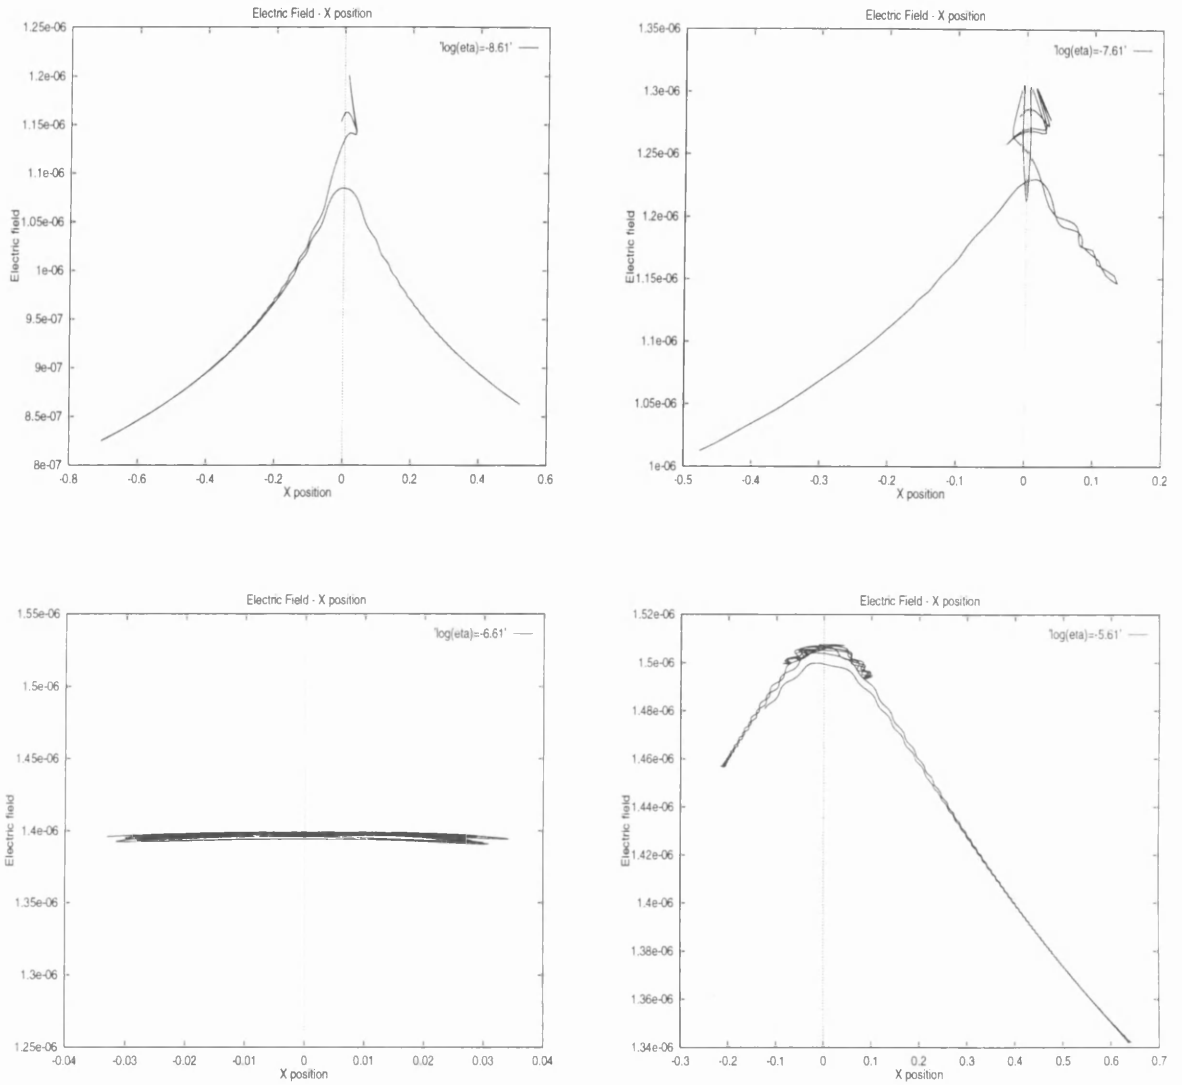 Electric Field - X position
1.25e-06
1.2e-06
1.15e-06
1.1e-06
1.05e-06
1e-06
9.5e-07
9e-07
8.5e-07
8e-07
Electric field
'log(eta)=-8.61'
-0.8 -0.6 -0.4 -0.2 0 0.2 0.4 0.6
X position
Electric Field - X position
1.35e-06
1.3e-06
1.25e-06
1.2e-06
1.15e-06
1.1e-06
1.05e-06
1e-06
Electric field
'log(eta)=-7.61'
-0.5 -0.4 -0.3 -0.2 -0.1 0 0.1 0.2
X position
Electric Field - X position
1.55e-06
1.5e-06
1.45e-06
1.4e-06
1.35e-06
1.3e-06
1.25e-06
Electric field
'log(eta)=-6.61'
-0.04 -0.03 -0.02 -0.01 0 0.01 0.02 0.03 0.04
X position
Electric Field - X position
1.52e-06
1.5e-06
1.48e-06
1.46e-06
1.44e-06
1.42e-06
1.4e-06
1.38e-06
1.36e-06
1.34e-06
Electric field
'log(eta)=-5.61'
-0.3 -0.2 -0.1 0 0.1 0.2 0.3 0.4 0.5 0.6 0.7
X position